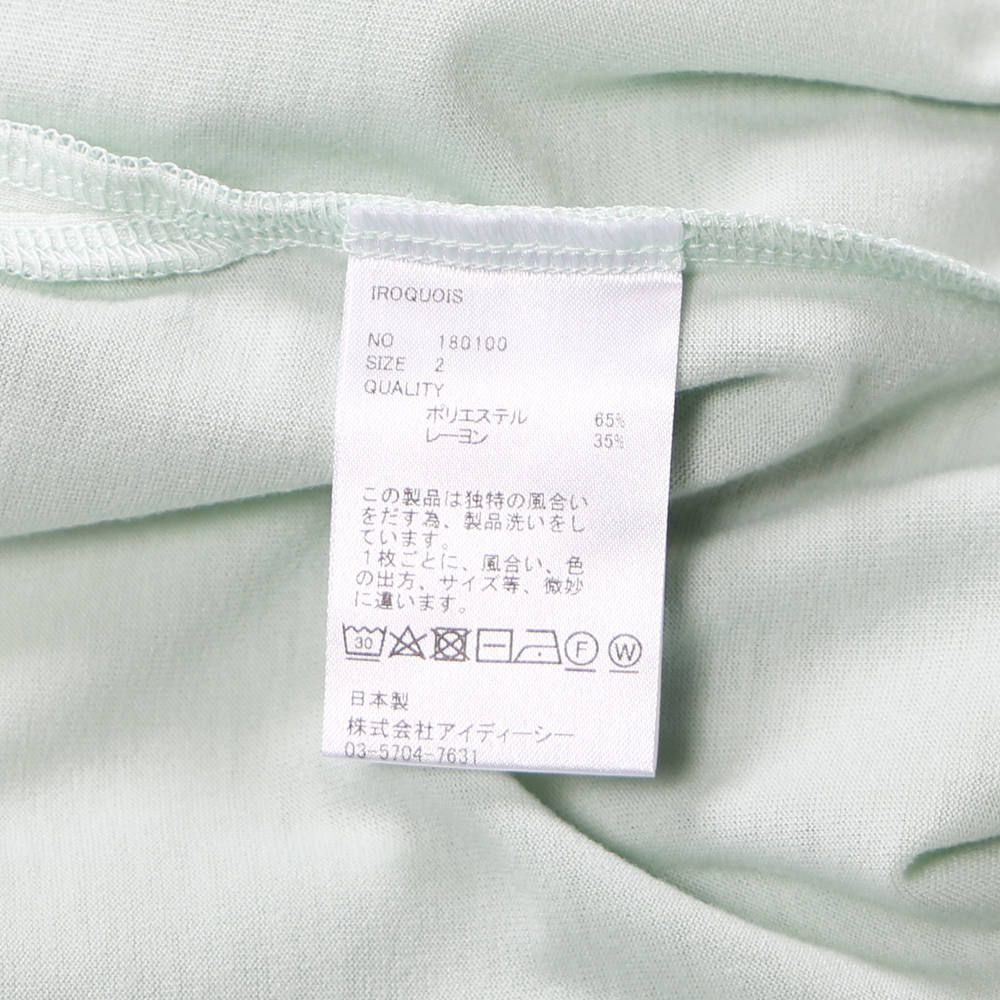 IROQUOIS
NO 180100
SIZE 2
QUALITY
ポリエステル 65%
レーヨン 35%
この製品は独特の風合い
をだす為、製品洗いをし
ています。
1枚ごとに、風合い、色
の出方、サイズ等、微妙
に違います。
30 F W
日本製
株式会社アイディーシー
03-5704-7631